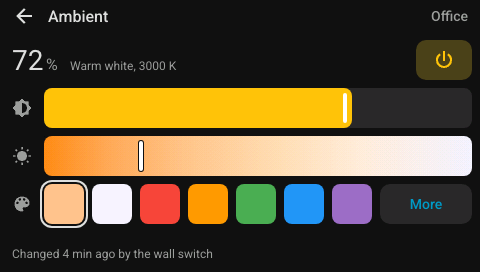 Ambient
Office
72 %
Warm white, 3000 K
More
Changed 4 min ago by the wall switch